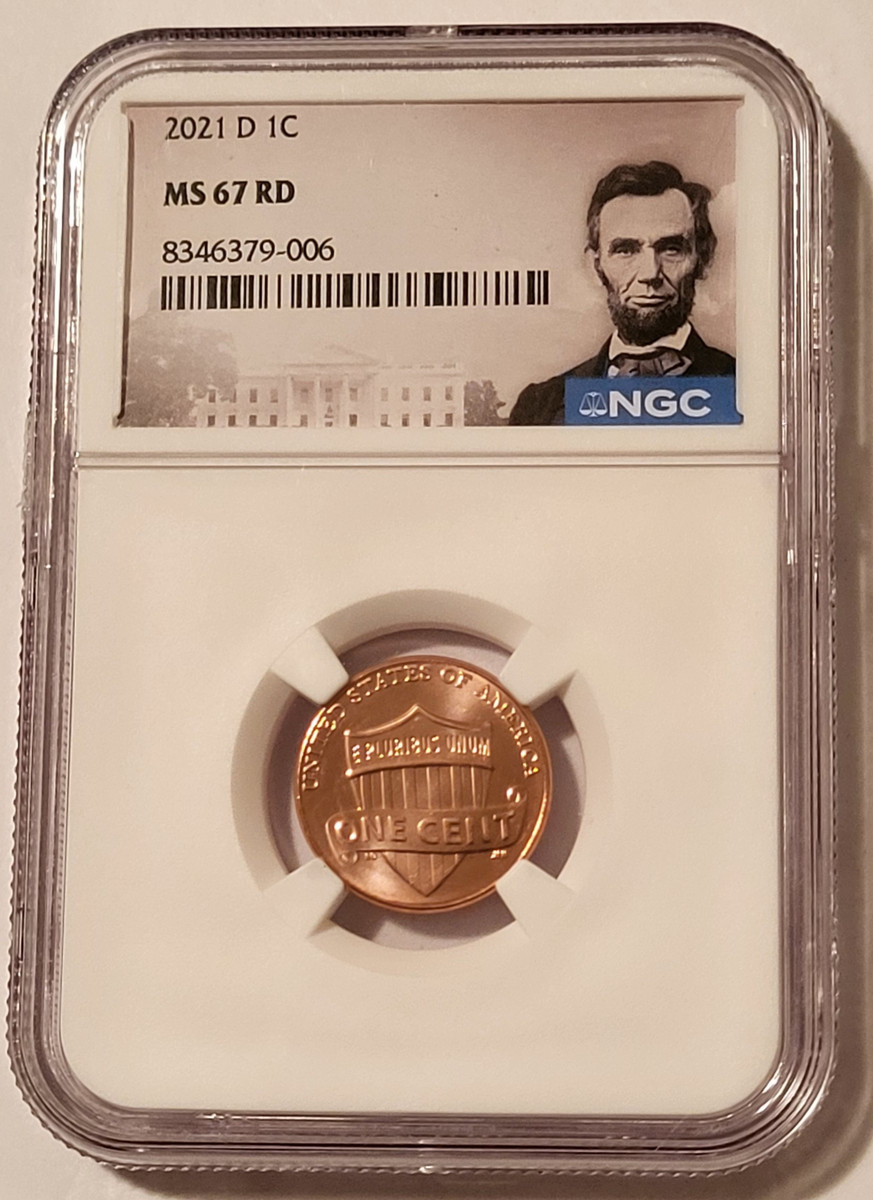 2021 D 1C
MS 67 RD
8346379-006
NGC
UNITED STATES OF AMERICA
E PLURIBUS UNUM
ONE CENT